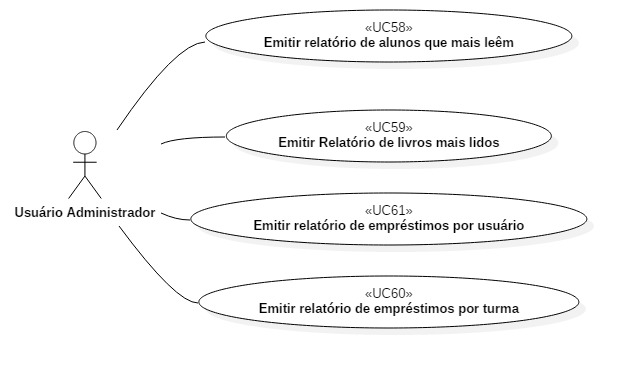 «UC58»
Emitir relatório de alunos que mais leêm
«UC59»
Emitir Relatório de livros mais lidos
Usuário Administrador
«UC61»
Emitir relatório de empréstimos por usuário
«UC60»
Emitir relatório de empréstimos por turma